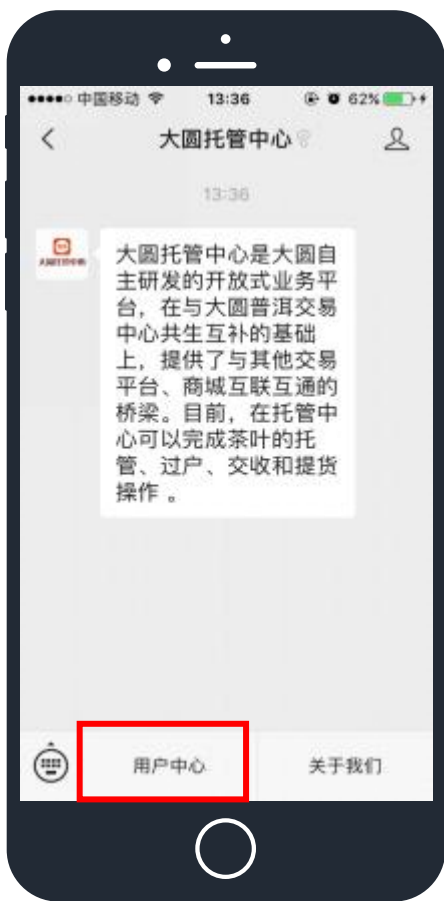 中国移动 13:36 62%
大圆托管中心
13:36
大圆托管中心是大圆自
主研发的开放式业务平
台，在与大圆普洱交易
中心共生互补的基础
上，提供了与其他交易
平台、商城互联互通的
桥梁。目前，在托管中
心可以完成茶叶的托
管、过户、交收和提货
操作 。
用户中心 关于我们